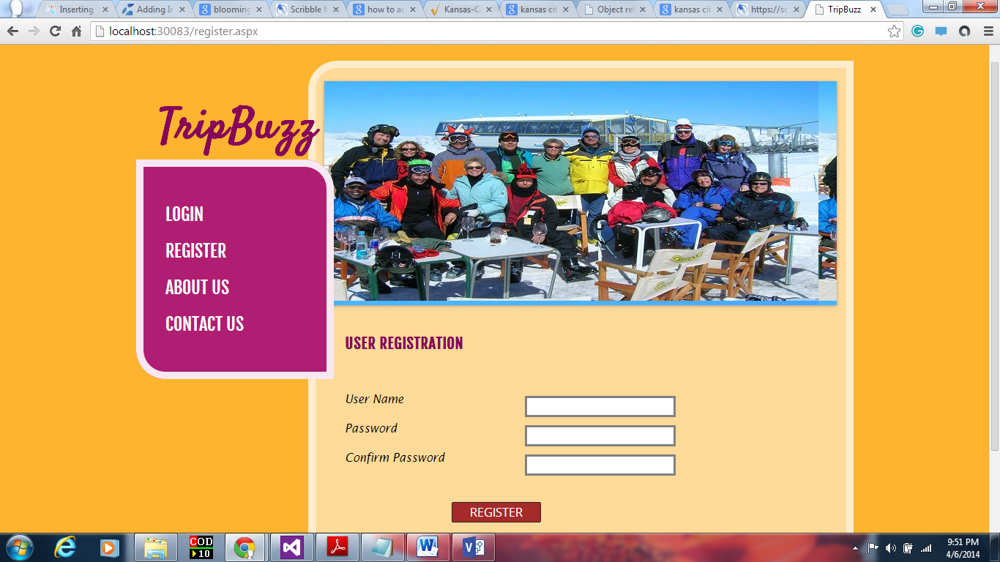 Inserting
Adding In
blooming
Scribble M
how to ac
Kansas-C
kansas cit
Object re
kansas cit
https://sc
TripBuzz
localhost:30083/register.aspx
TripBuzz
LOGIN
REGISTER
ABOUT US
CONTACT US
USER REGISTRATION
User Name
Password
Confirm Password
REGISTER
COD
10
9:51 PM
4/6/2014